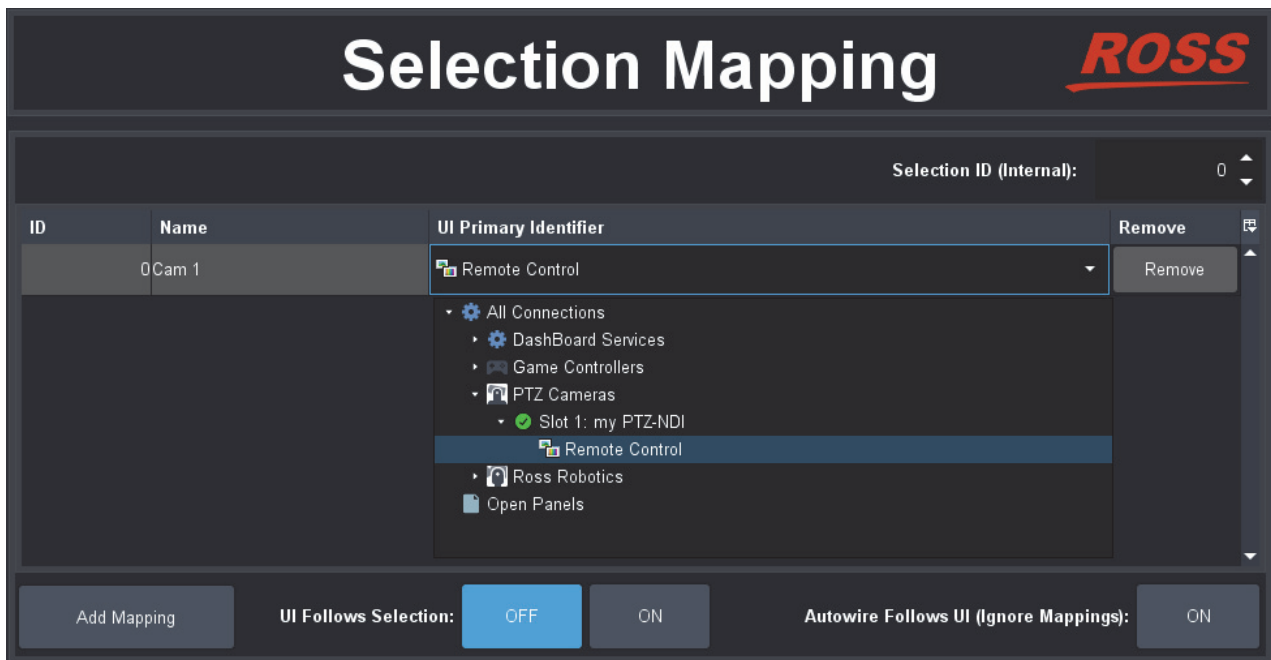 Selection Mapping
ROSS
Selection ID (Internal): 0
ID Name UI Primary Identifier Remove
0 Cam 1 Remote Control Remove
All Connections
DashBoard Services
Game Controllers
PTZ Cameras
Slot 1: my PTZ-NDI
Remote Control
Ross Robotics
Open Panels
Add Mapping UI Follows Selection: OFF ON Autowire Follows UI (Ignore Mappings): ON